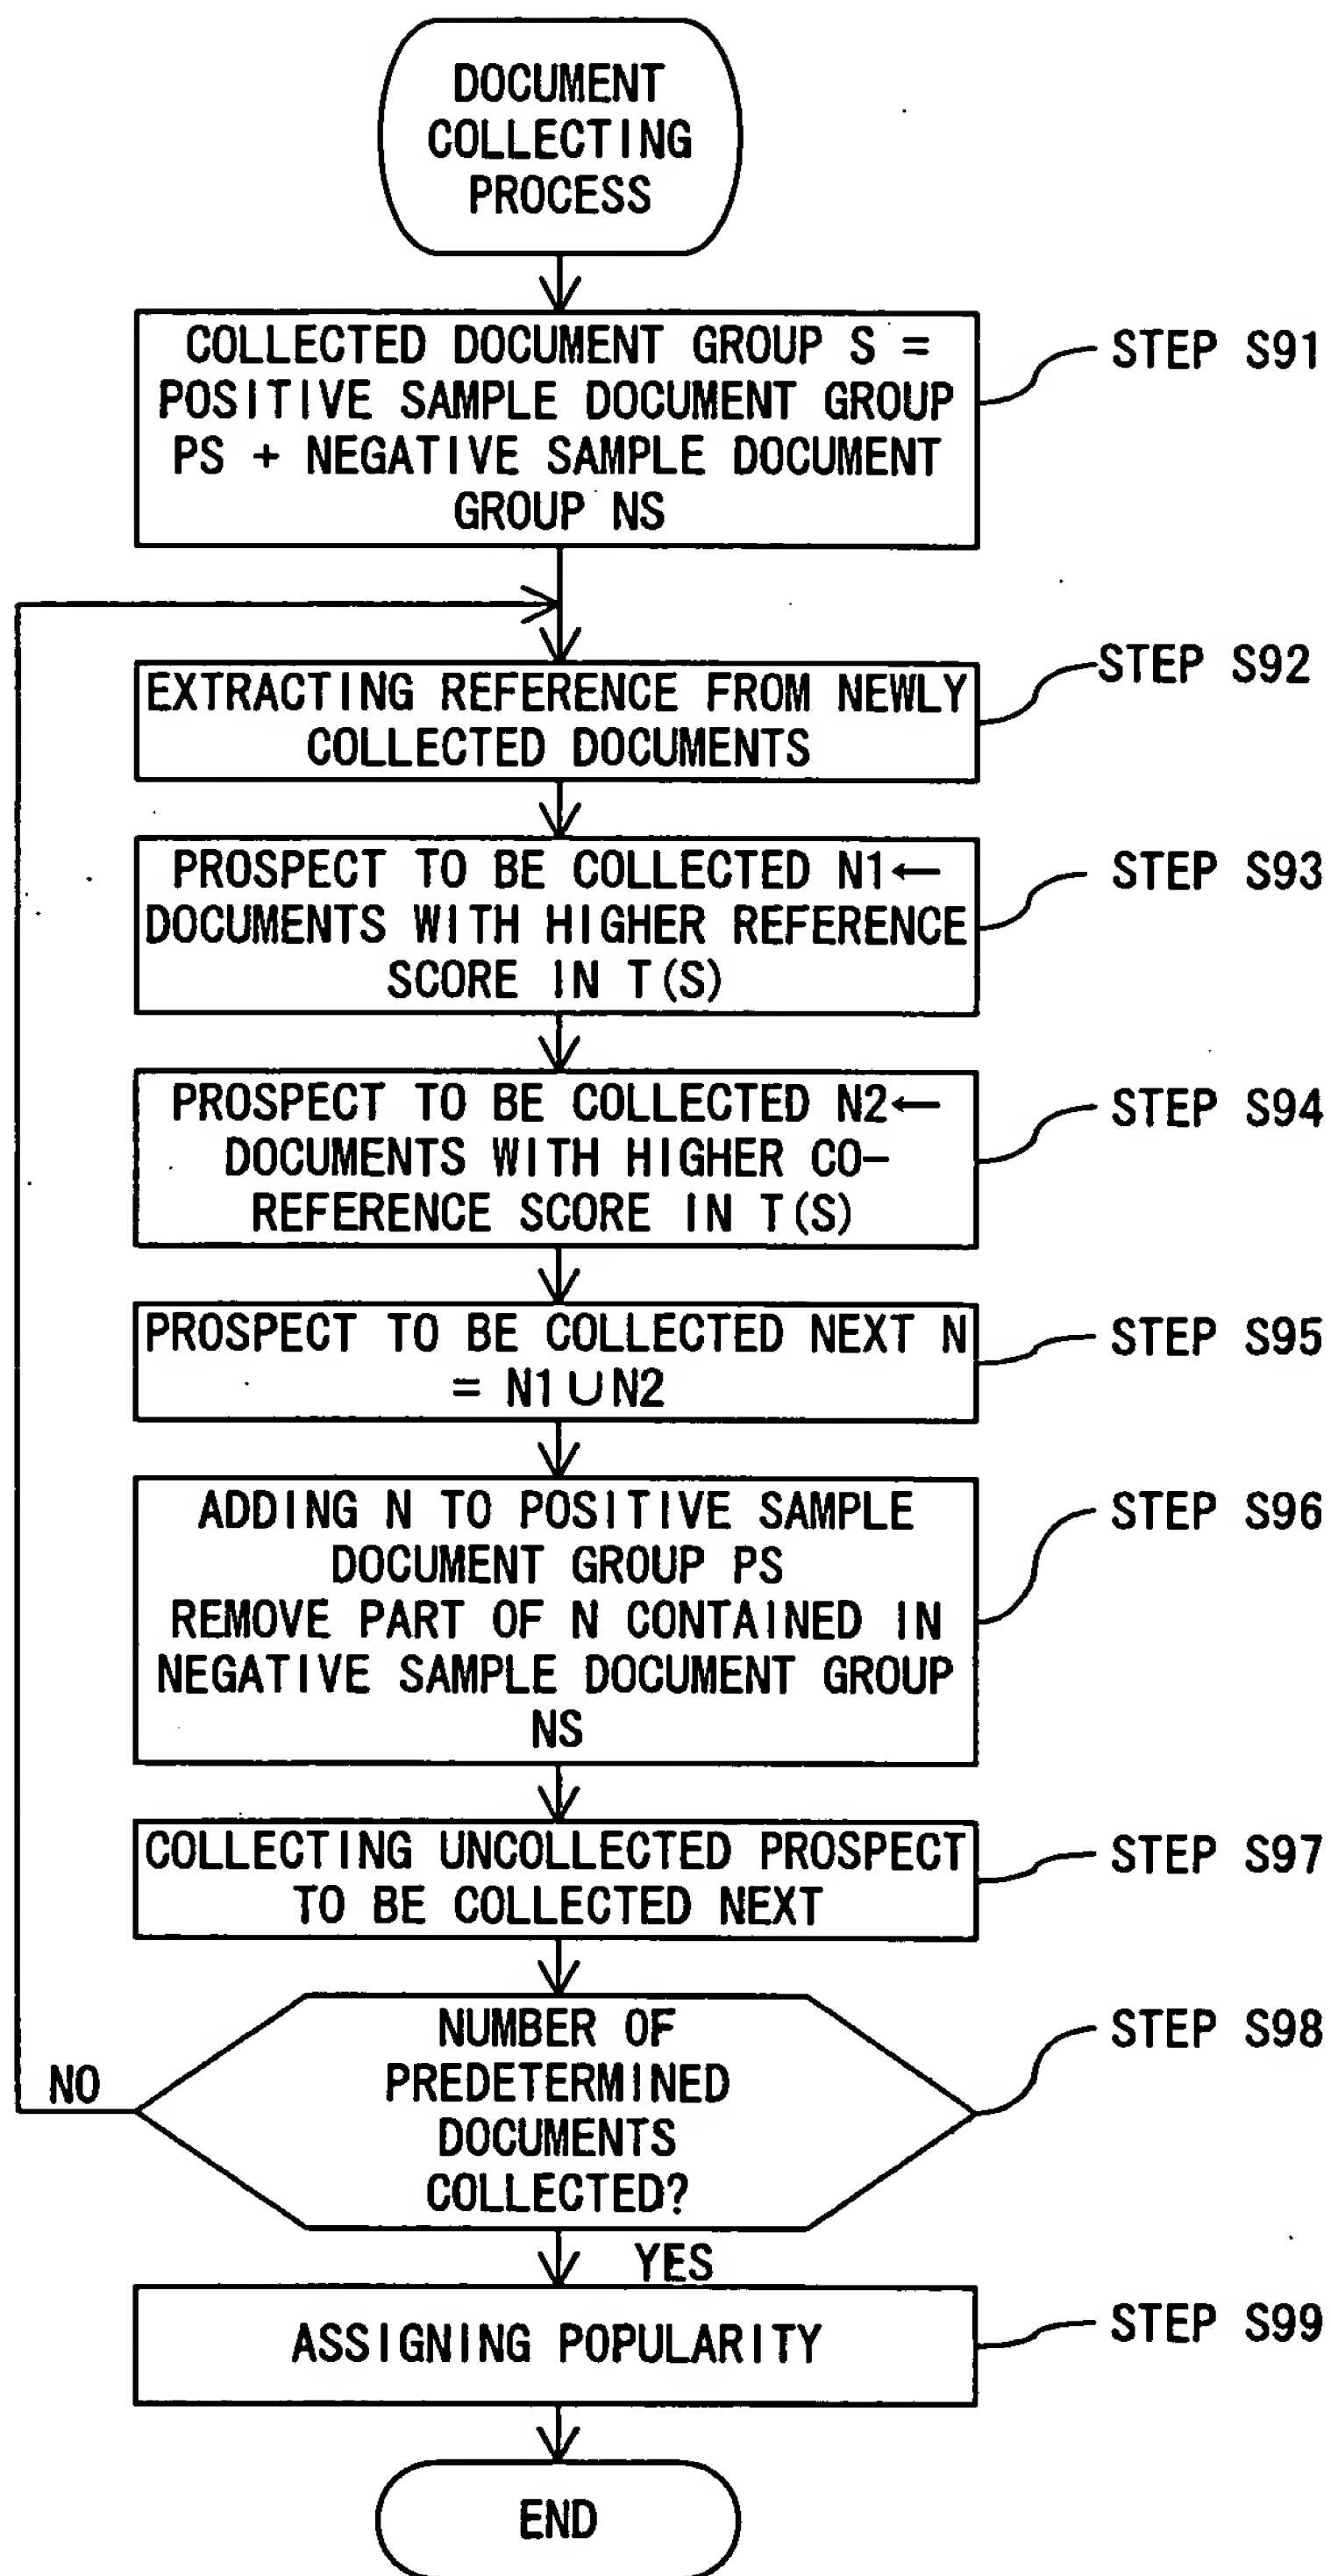 DOCUMENT
COLLECTING
PROCESS
COLLECTED DOCUMENT GROUP S =
POSITIVE SAMPLE DOCUMENT GROUP
PS + NEGATIVE SAMPLE DOCUMENT
GROUP NS
STEP S91
EXTRACTING REFERENCE FROM NEWLY
COLLECTED DOCUMENTS
STEP S92
PROSPECT TO BE COLLECTED N1←
DOCUMENTS WITH HIGHER REFERENCE
SCORE IN T(S)
STEP S93
PROSPECT TO BE COLLECTED N2←
DOCUMENTS WITH HIGHER CO-
REFERENCE SCORE IN T(S)
STEP S94
PROSPECT TO BE COLLECTED NEXT N
= N1∪N2
STEP S95
ADDING N TO POSITIVE SAMPLE
DOCUMENT GROUP PS
REMOVE PART OF N CONTAINED IN
NEGATIVE SAMPLE DOCUMENT GROUP
NS
STEP S96
COLLECTING UNCOLLECTED PROSPECT
TO BE COLLECTED NEXT
STEP S97
NUMBER OF
PREDETERMINED
DOCUMENTS
COLLECTED?
STEP S98
NO
YES
ASSIGNING POPULARITY
STEP S99
END